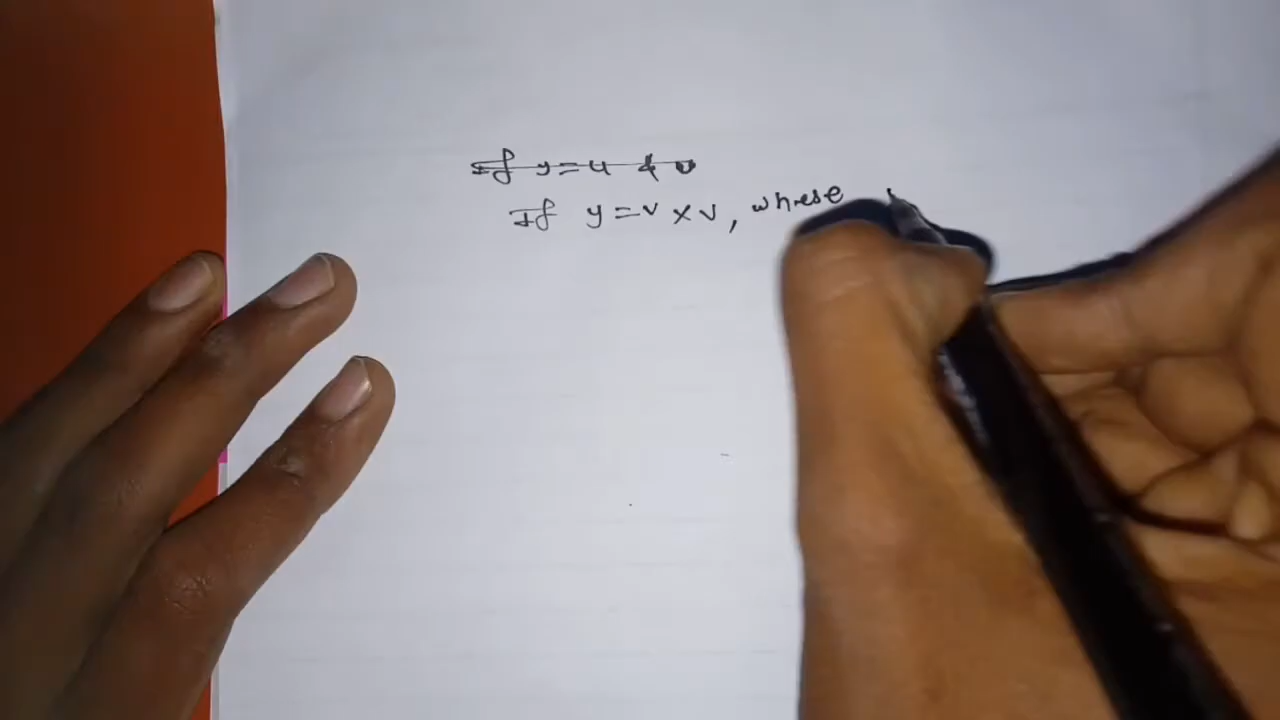 If y=u & v
If y=v×v, where